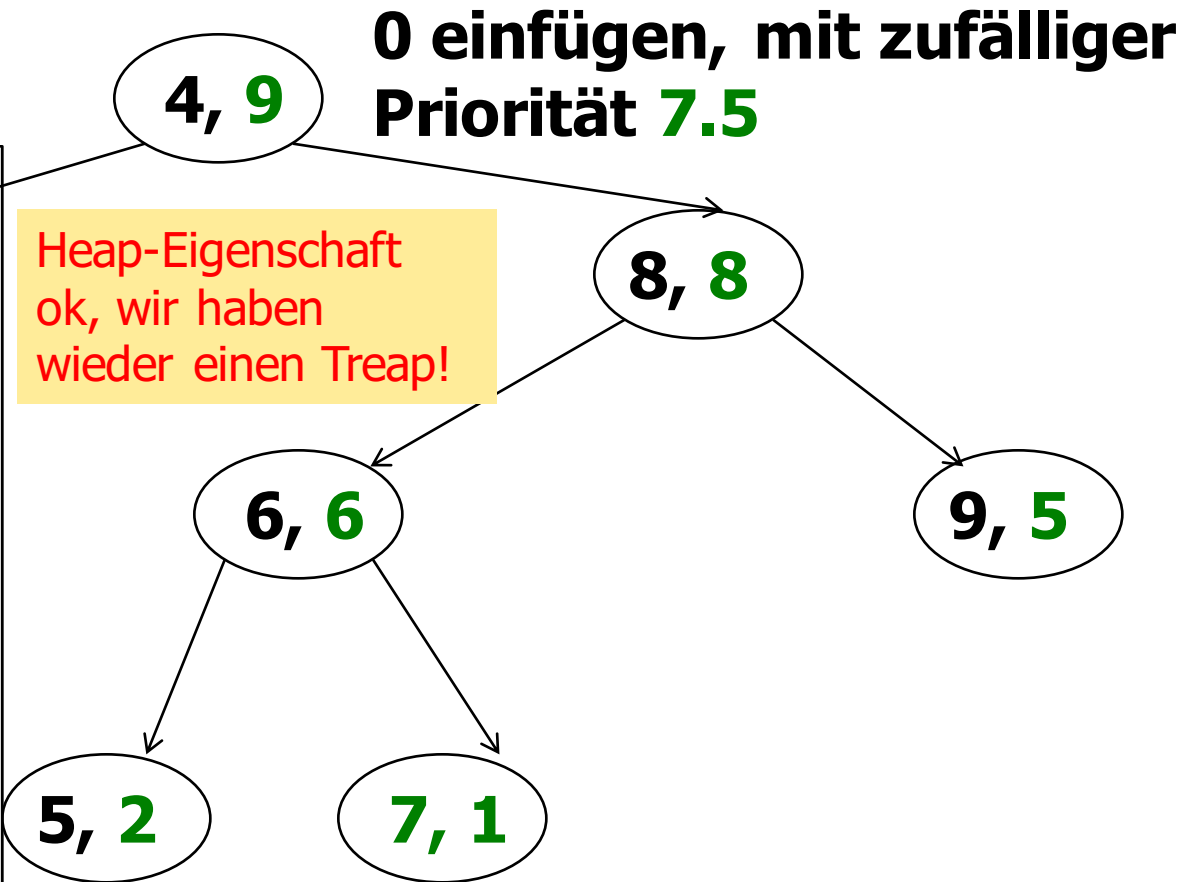 0 einfügen, mit zufälliger
Priorität 7.5
4, 9
Heap-Eigenschaft
ok, wir haben
wieder einen Treap!
8, 8
6, 6
9, 5
5, 2
7, 1